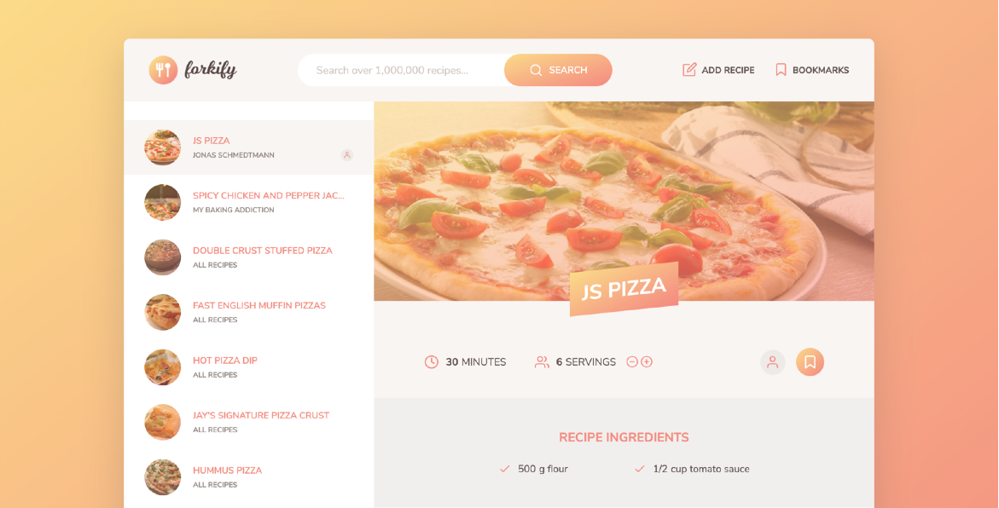 forkify
Search over 1,000,000 recipes...
SEARCH
ADD RECIPE
BOOKMARKS
JS PIZZA
JONAS SCHMEDTMANN
SPICY CHICKEN AND PEPPER JAC...
MY BAKING ADDICTION
DOUBLE CRUST STUFFED PIZZA
ALL RECIPES
FAST ENGLISH MUFFIN PIZZAS
ALL RECIPES
HOT PIZZA DIP
ALL RECIPES
JAY'S SIGNATURE PIZZA CRUST
ALL RECIPES
HUMMUS PIZZA
ALL RECIPES
JS PIZZA
30 MINUTES
6 SERVINGS
RECIPE INGREDIENTS
500 g flour
1/2 cup tomato sauce